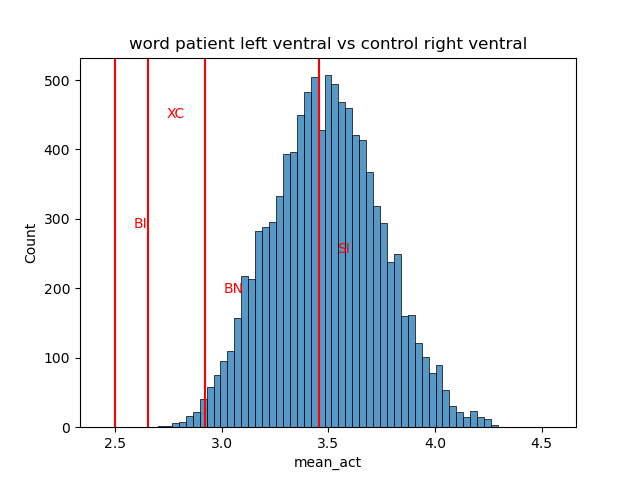 word patient left ventral vs control right ventral
500
400
300
200
100
0
Count
XC
BI
SI
BN
2.5 3.0 3.5 4.0 4.5
mean_act